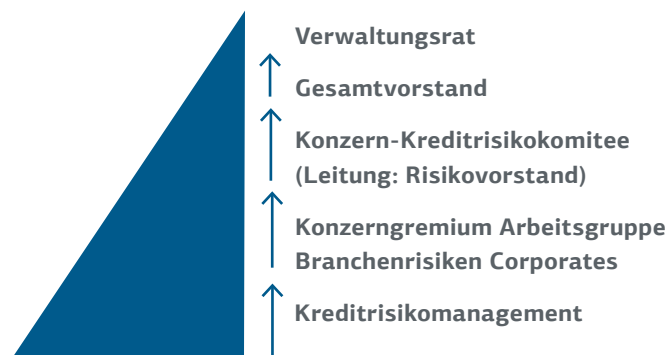 Verwaltungsrat
Gesamtvorstand
Konzern-Kreditrisikokomitee
(Leitung: Risikovorstand)
Konzerngremium Arbeitsgruppe
Branchenrisiken Corporates
Kreditrisikomanagement